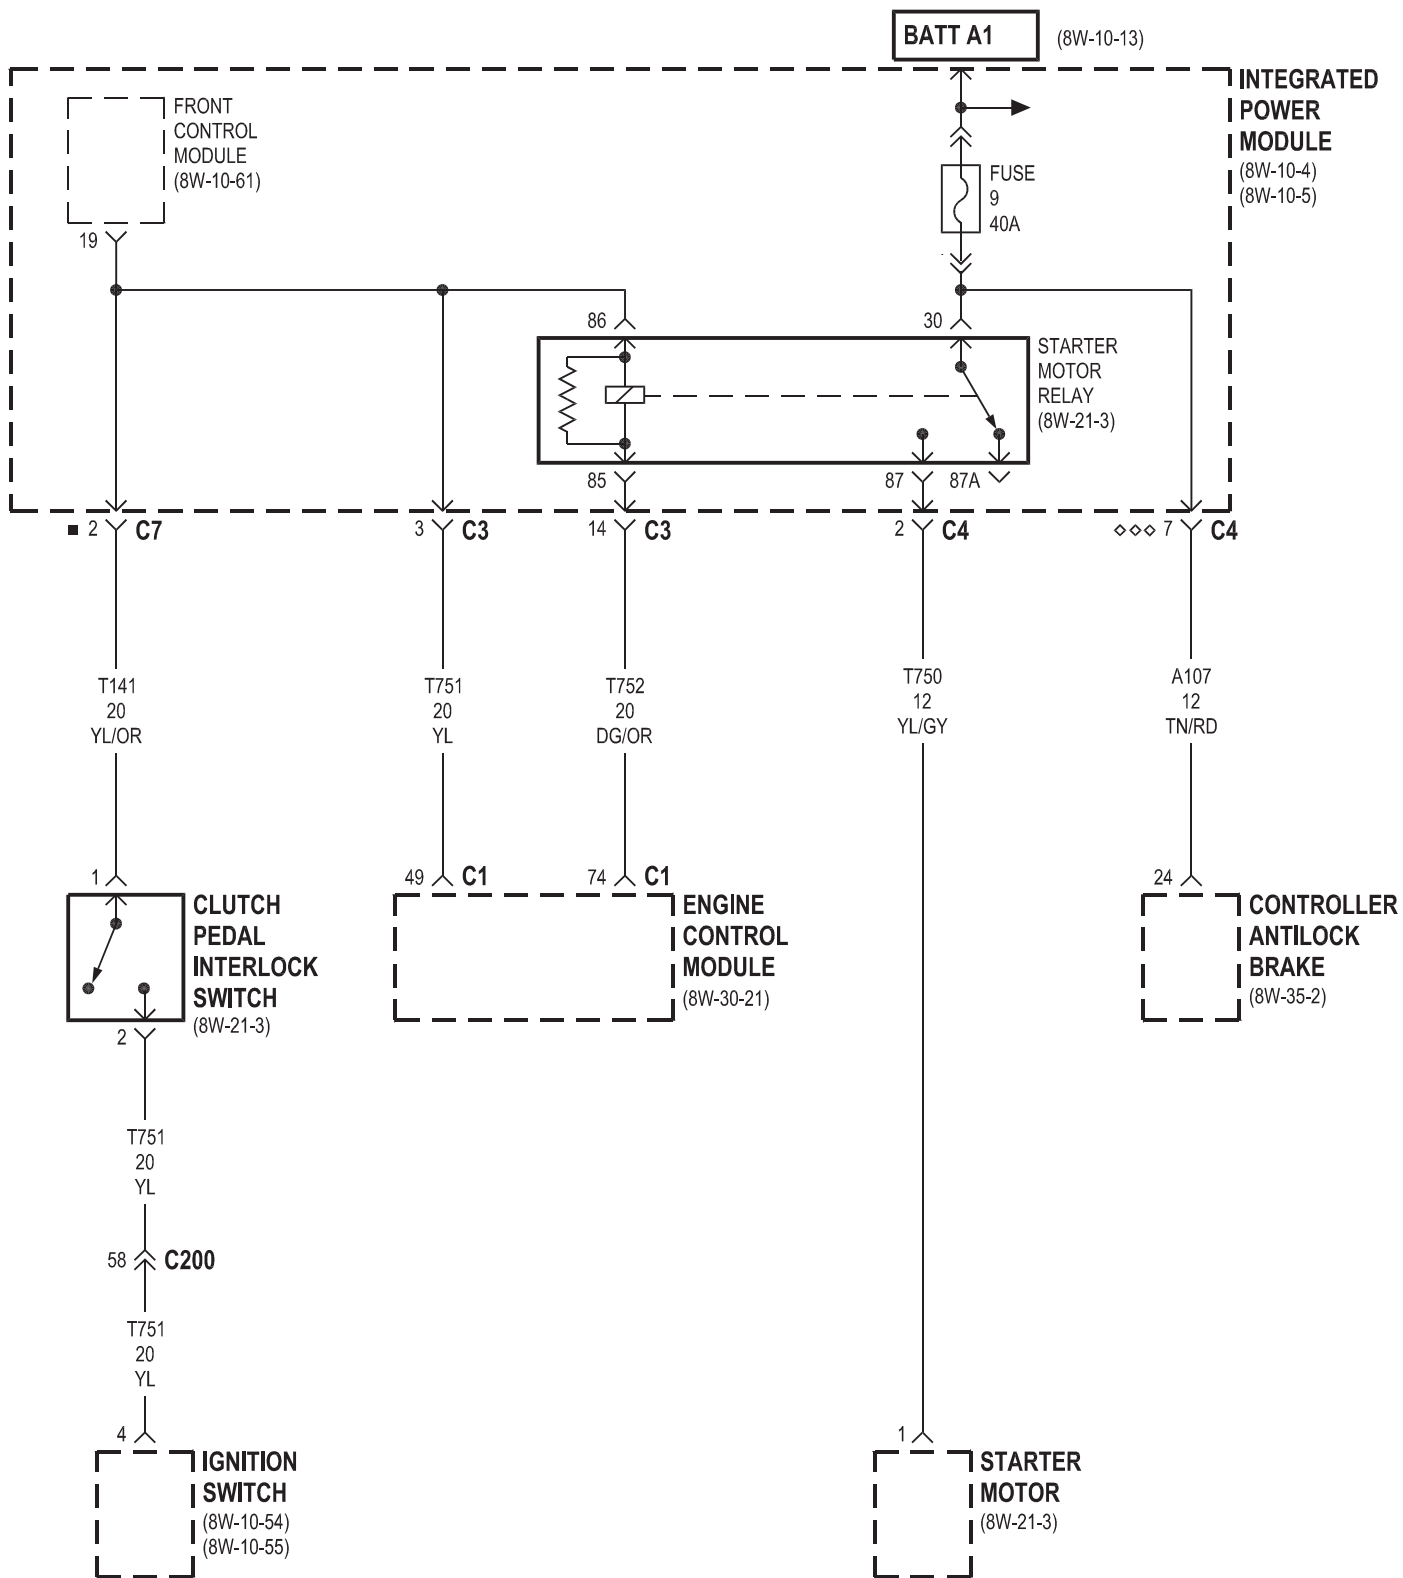 BATT A1 (8W-10-13)
INTEGRATED
POWER
MODULE
(8W-10-4)
(8W-10-5)
FRONT
CONTROL
MODULE
(8W-10-61)
19
FUSE
9
40A
86
30
STARTER
MOTOR
RELAY
(8W-21-3)
85
87
87A
2 C7
3 C3
14 C3
2 C4
7 C4
T141
20
YL/OR
T751
20
YL
T752
20
DG/OR
T750
12
YL/GY
A107
12
TN/RD
1
CLUTCH
PEDAL
INTERLOCK
SWITCH
(8W-21-3)
2
49 C1
74 C1
ENGINE
CONTROL
MODULE
(8W-30-21)
24
CONTROLLER
ANTILOCK
BRAKE
(8W-35-2)
T751
20
YL
58 C200
T751
20
YL
4
IGNITION
SWITCH
(8W-10-54)
(8W-10-55)
1
STARTER
MOTOR
(8W-21-3)